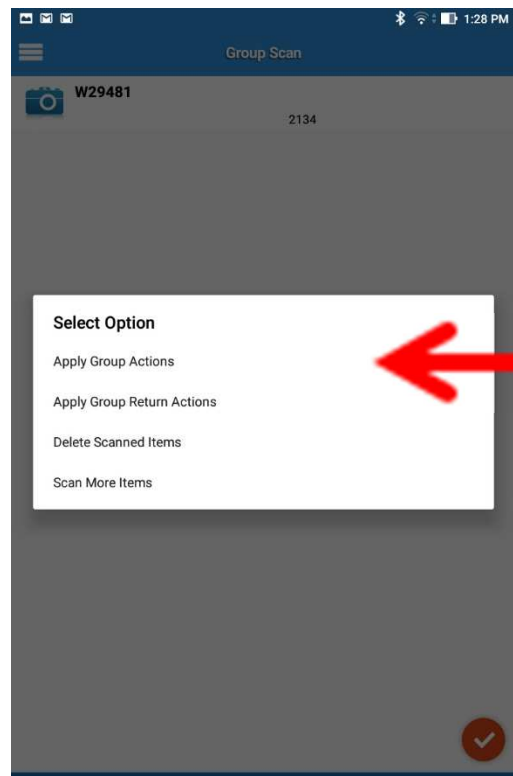 1:28 PM
Group Scan
W29481
2134
Select Option
Apply Group Actions
Apply Group Return Actions
Delete Scanned Items
Scan More Items